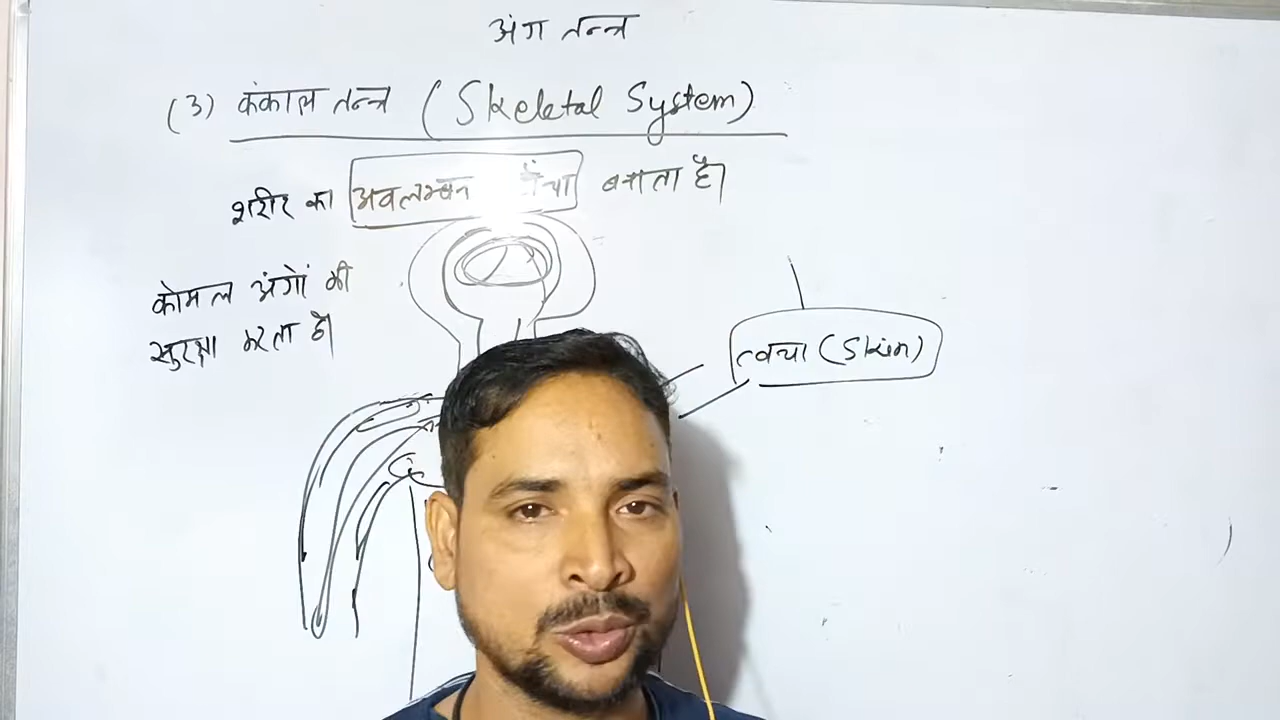 अंग तन्त्र
(3) कंकाल तन्त्र (Skeletal System)
शरीर का अवलम्बन बनाता है।
कोमल अंगों की
सुरक्षा करता है।
त्वचा (Skin)